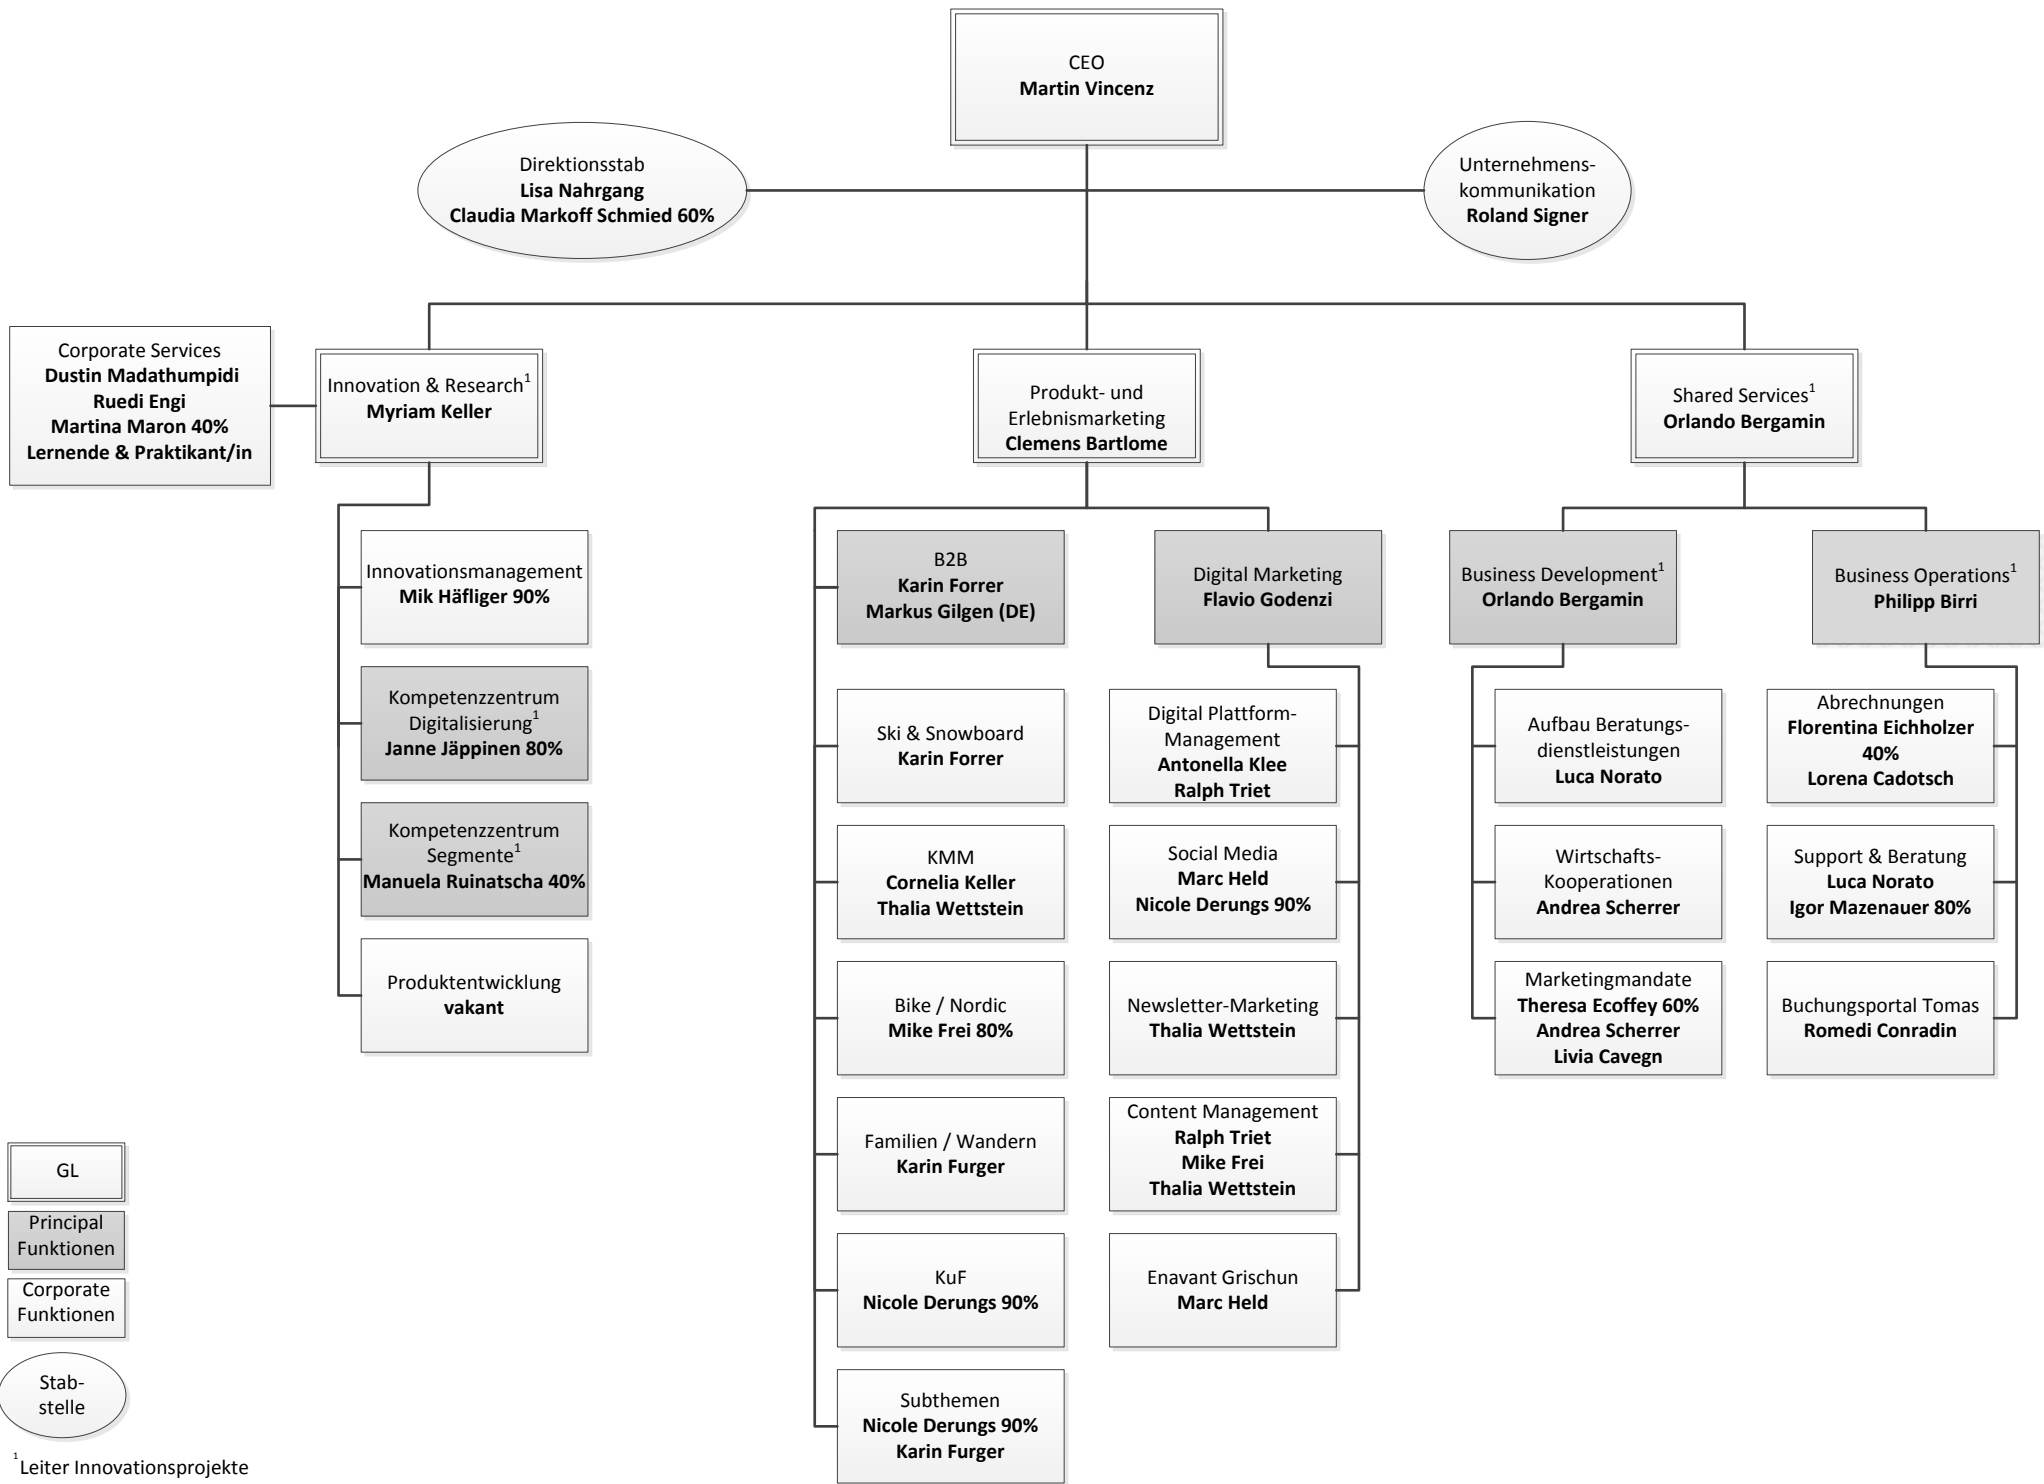 CEO
Martin Vincenz
Direktionsstab
Lisa Nahrgang
Claudia Markoff Schmied 60%
Unternehmens-
kommunikation
Roland Signer
Corporate Services
Dustin Madathumpidi
Ruedi Engi
Martina Maron 40%
Lernende & Praktikant/in
Innovation & Research¹
Myriam Keller
Produkt- und
Erlebnismarketing
Clemens Bartlome
Shared Services¹
Orlando Bergamin
Innovationsmanagement
Mik Häfliger 90%
Kompetenzzentrum
Digitalisierung¹
Janne Jäppinen 80%
Kompetenzzentrum
Segmente¹
Manuela Ruinatscha 40%
Produktentwicklung
vakant
B2B
Karin Forrer
Markus Gilgen (DE)
Ski & Snowboard
Karin Forrer
KMM
Cornelia Keller
Thalia Wettstein
Bike / Nordic
Mike Frei 80%
Familien / Wandern
Karin Furger
KuF
Nicole Derungs 90%
Subthemen
Nicole Derungs 90%
Karin Furger
Digital Marketing
Flavio Godenzi
Digital Plattform-
Management
Antonella Klee
Ralph Triet
Social Media
Marc Held
Nicole Derungs 90%
Newsletter-Marketing
Thalia Wettstein
Content Management
Ralph Triet
Mike Frei
Thalia Wettstein
Enavant Grischun
Marc Held
Business Development¹
Orlando Bergamin
Aufbau Beratungs-
dienstleistungen
Luca Norato
Wirtschafts-
Kooperationen
Andrea Scherrer
Marketingmandate
Theresa Ecoffey 60%
Andrea Scherrer
Livia Cavegn
Business Operations¹
Philipp Birri
Abrechnungen
Florentina Eichholzer
40%
Lorena Cadotsch
Support & Beratung
Luca Norato
Igor Mazenauer 80%
Buchungsportal Tomas
Romedi Conradin
GL
Principal
Funktionen
Corporate
Funktionen
Stab-
stelle
¹Leiter Innovationsprojekte